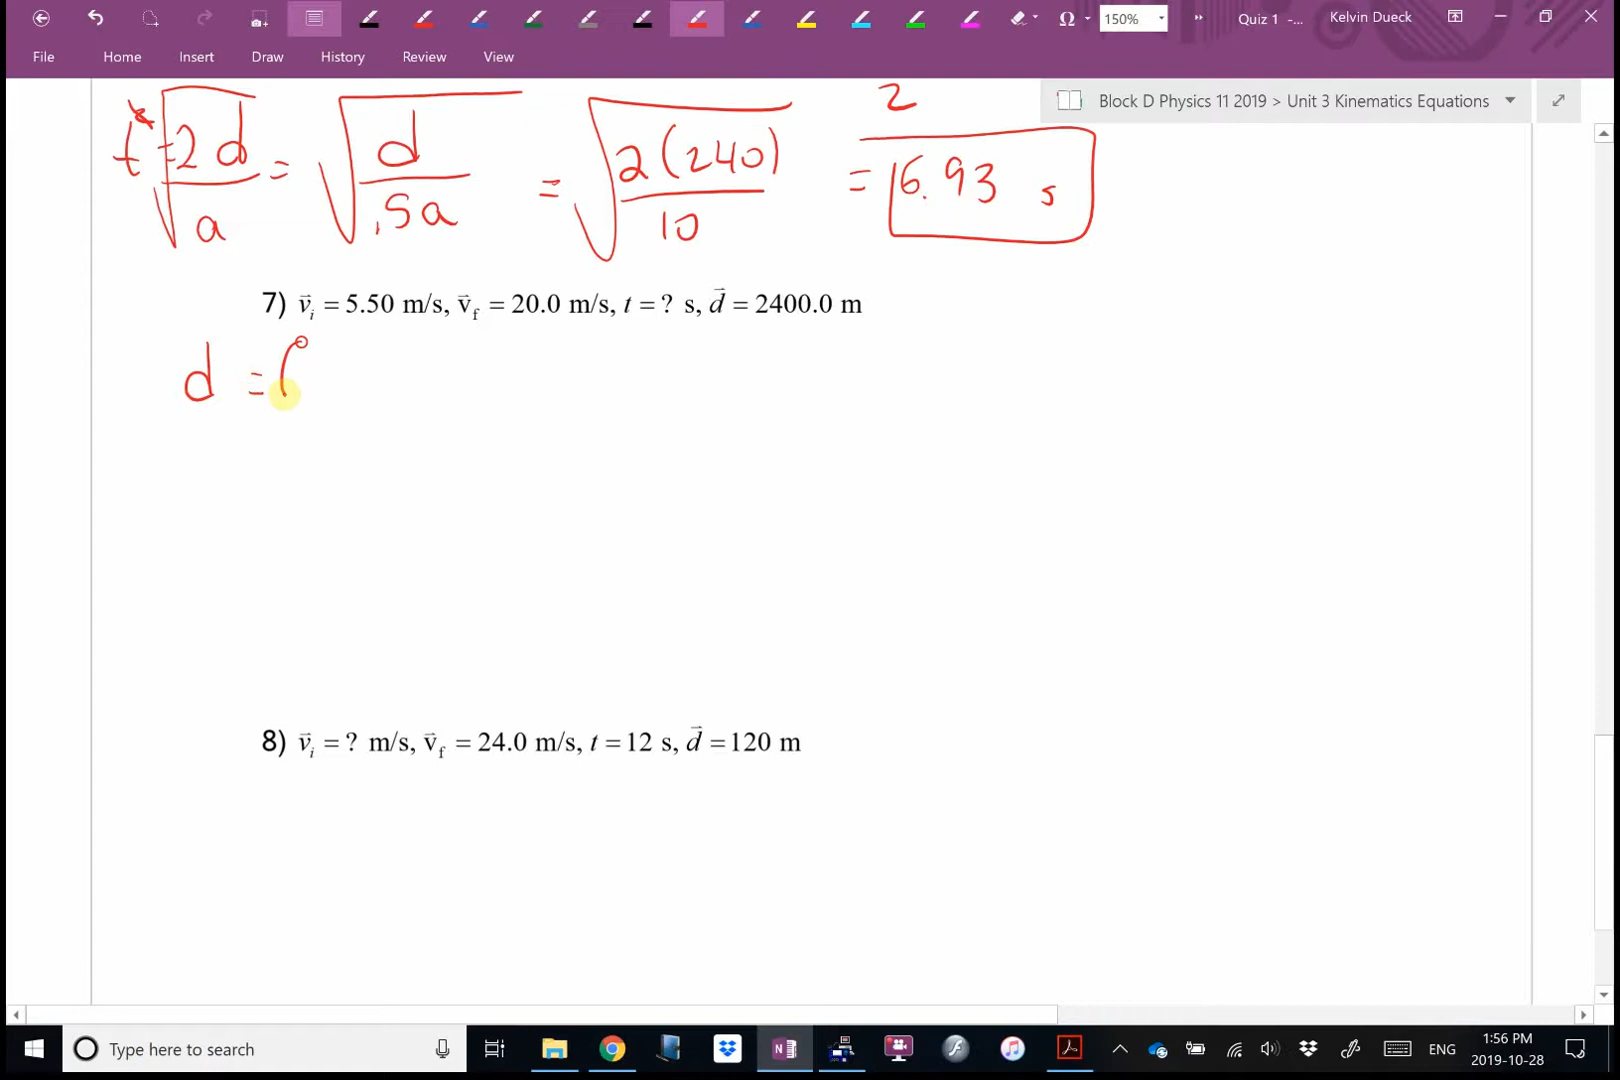 150%
Quiz 1 -...
Kelvin Dueck
File Home Insert Draw History Review View
Block D Physics 11 2019 > Unit 3 Kinematics Equations
2
t = √(2d/a) = √(d/.5a) = √(2(240)/10) = 6.93 s
7) v⃗ᵢ = 5.50 m/s, v⃗f = 20.0 m/s, t = ? s, d⃗ = 2400.0 m
d = (
8) v⃗ᵢ = ? m/s, v⃗f = 24.0 m/s, t = 12 s, d⃗ = 120 m
Type here to search
ENG
1:56 PM
2019-10-28